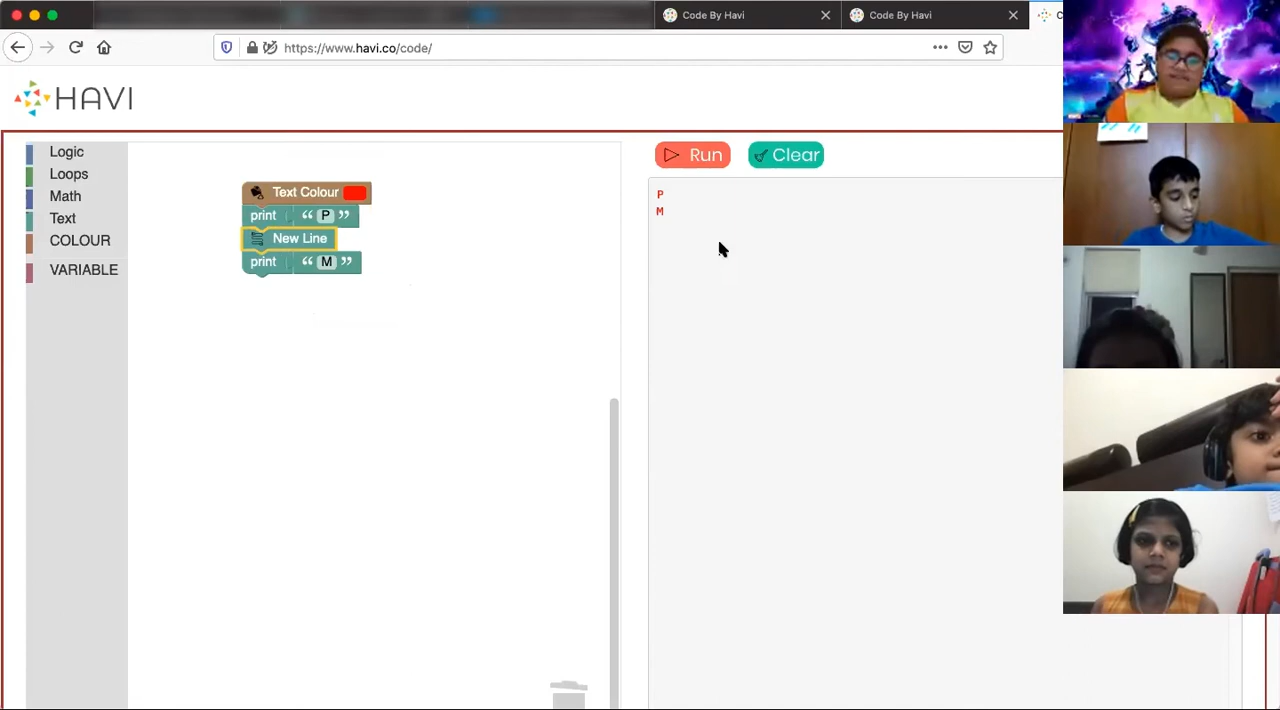 Code By Havi
Code By Havi
C
https://www.havi.co/code/
HAVI
Logic
Loops
Math
Text
COLOUR
VARIABLE
Text Colour
print “ P ”
New Line
print “ M ”
Run
Clear
P
M